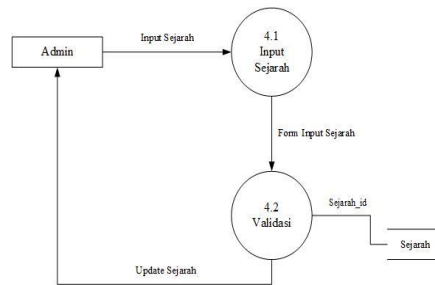 Input Sejarah
Admin
4.1
Input
Sejarah
Form Input Sejarah
4.2
Validasi
Sejarah_id
Sejarah
Update Sejarah